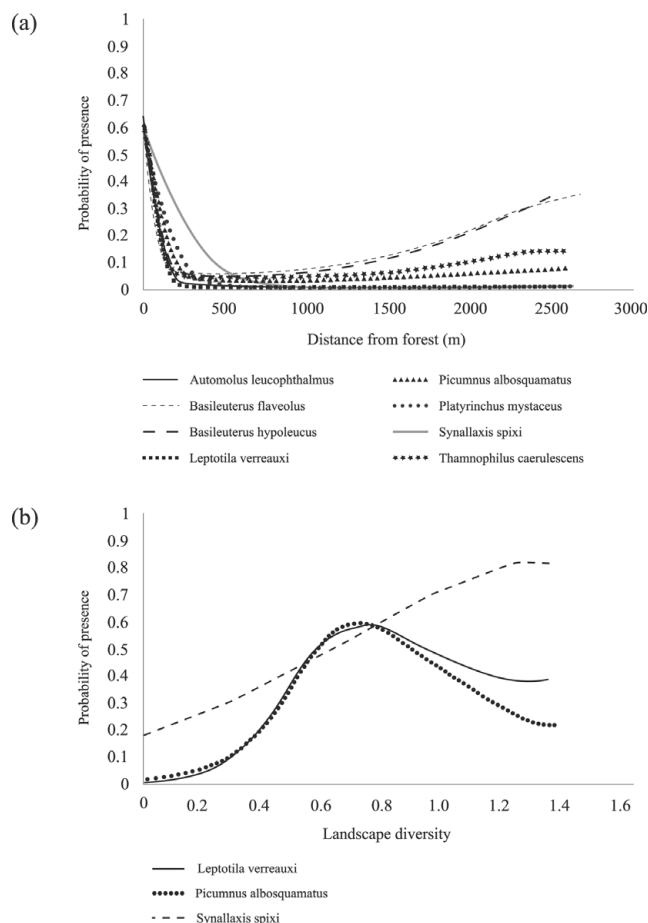 (a)
1
0.9
0.8
0.7
0.6
0.5
0.4
0.3
0.2
0.1
0
Probability of presence
0 500 1000 1500 2000 2500 3000
Distance from forest (m)
Automolus leucophthalmus
Basileuterus flaveolus
Basileuterus hypoleucus
Leptotila verreauxi
Picumnus albosquamatus
Platyrinchus mystaceus
Synallaxis spixi
Thamnophilus caerulescens
(b)
1
0.9
0.8
0.7
0.6
0.5
0.4
0.3
0.2
0.1
0
Probability of presence
0 0.2 0.4 0.6 0.8 1.0 1.2 1.4 1.6
Landscape diversity
Leptotila verreauxi
Picumnus albosquamatus
Synallaxis spixi